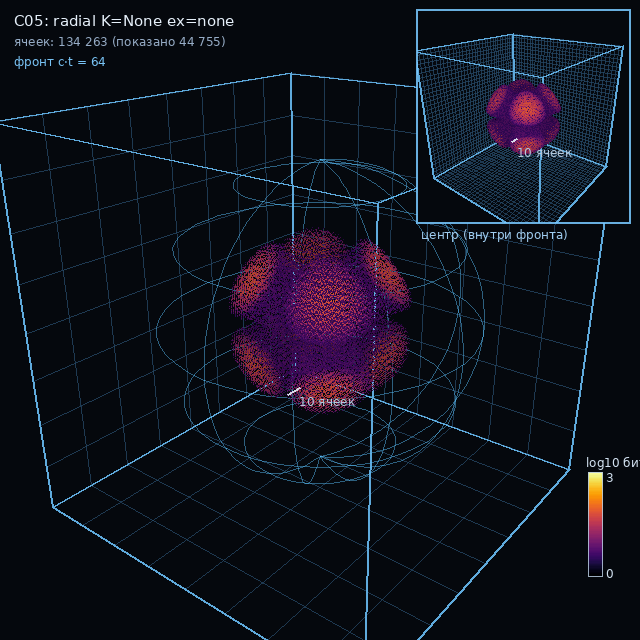 C05: radial K=None ex=none
ячеек: 134 263 (показано 44 755)
фронт c·t = 64
10 ячеек
центр (внутри фронта)
10 ячеек
log10 би
3
0